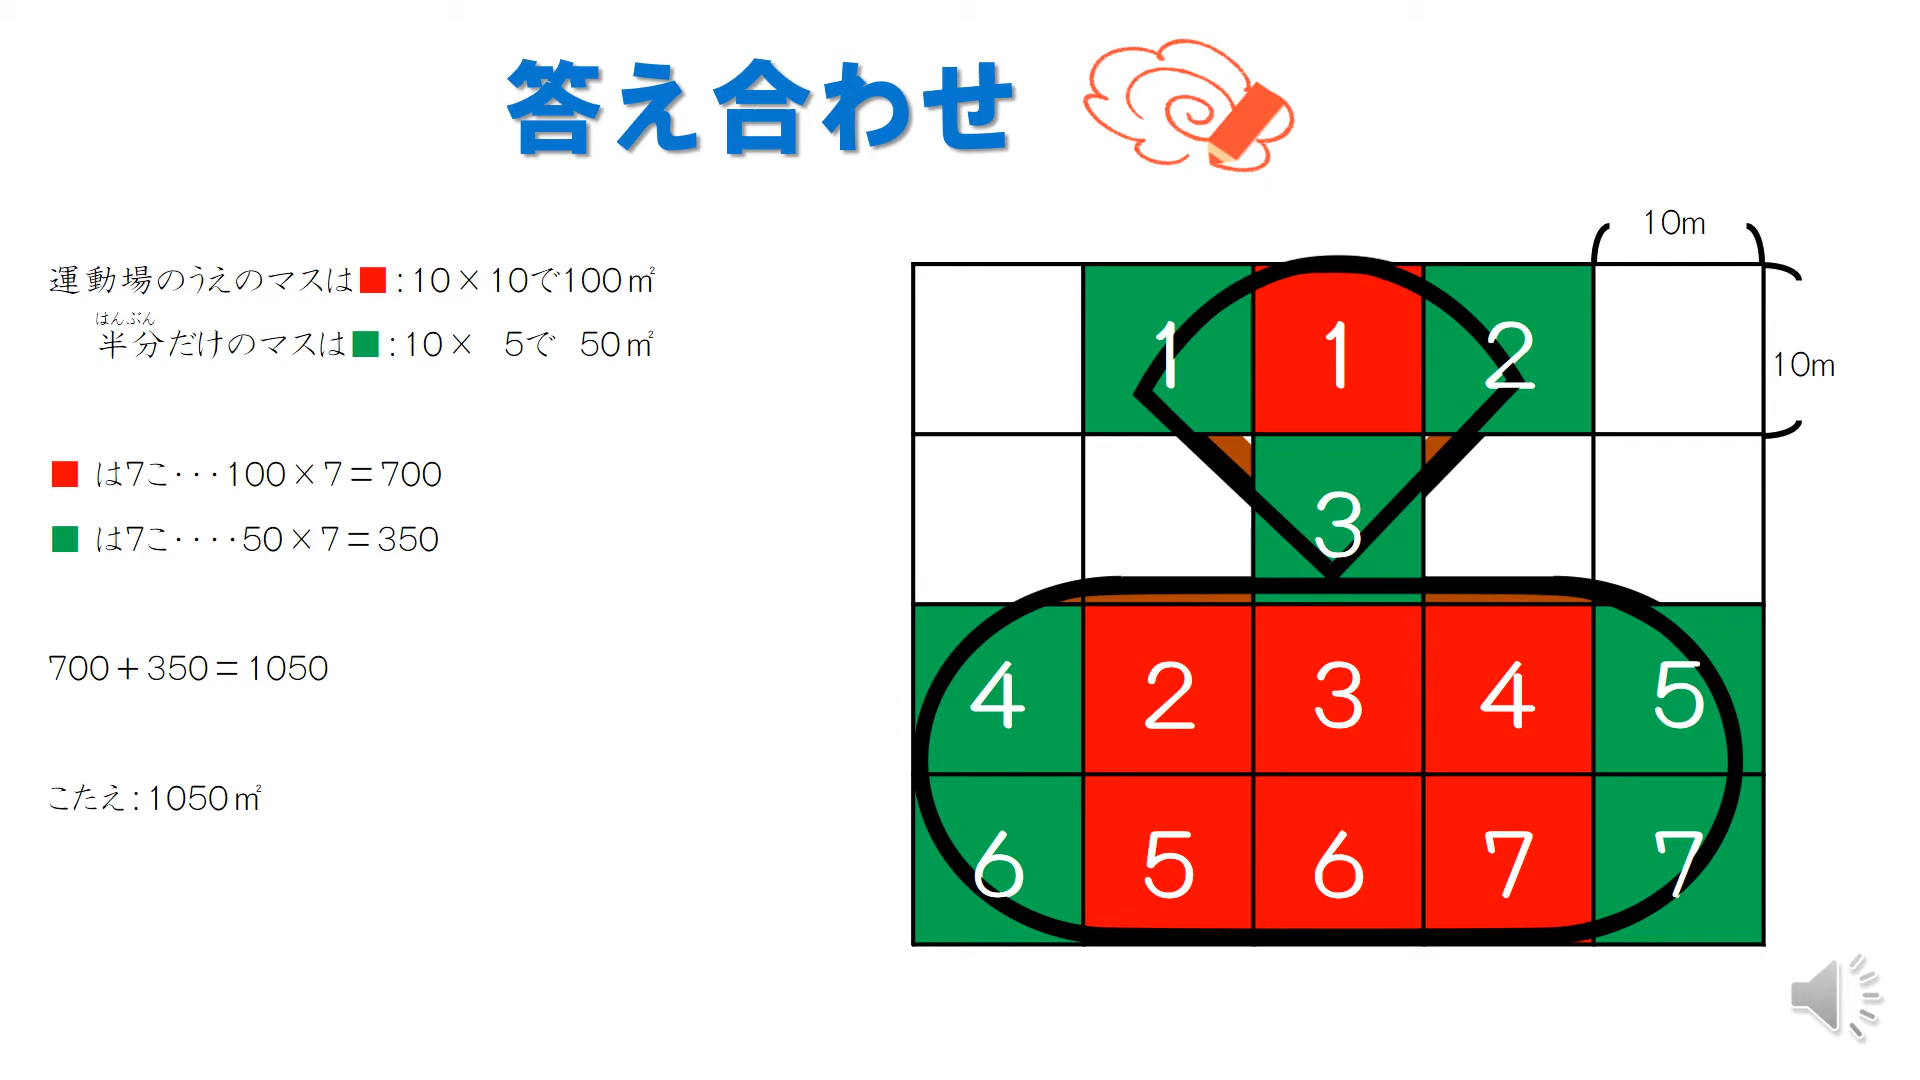 答え合わせ
10m
運動場のうえのマスは■:10×10で100㎡
はんぶん
半分だけのマスは■:10× 5で 50㎡
10m
■ は7こ···100×7=700
■ は7こ····50×7=350
700+350=1050
こたえ:1050㎡
1 1 2
3
4 2 3 4 5
6 5 6 7 7